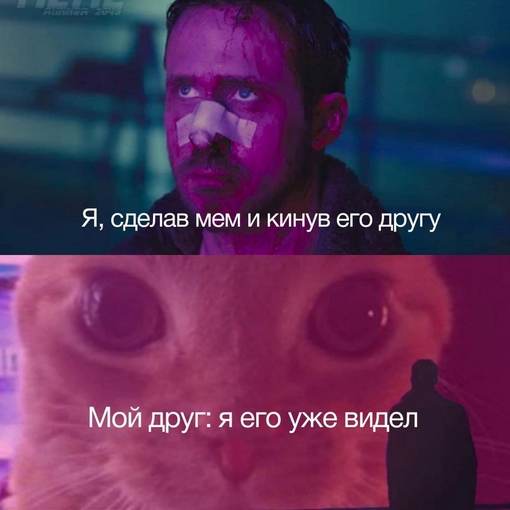 Я, сделав мем и кинув его другу
Мой друг: я его уже видел